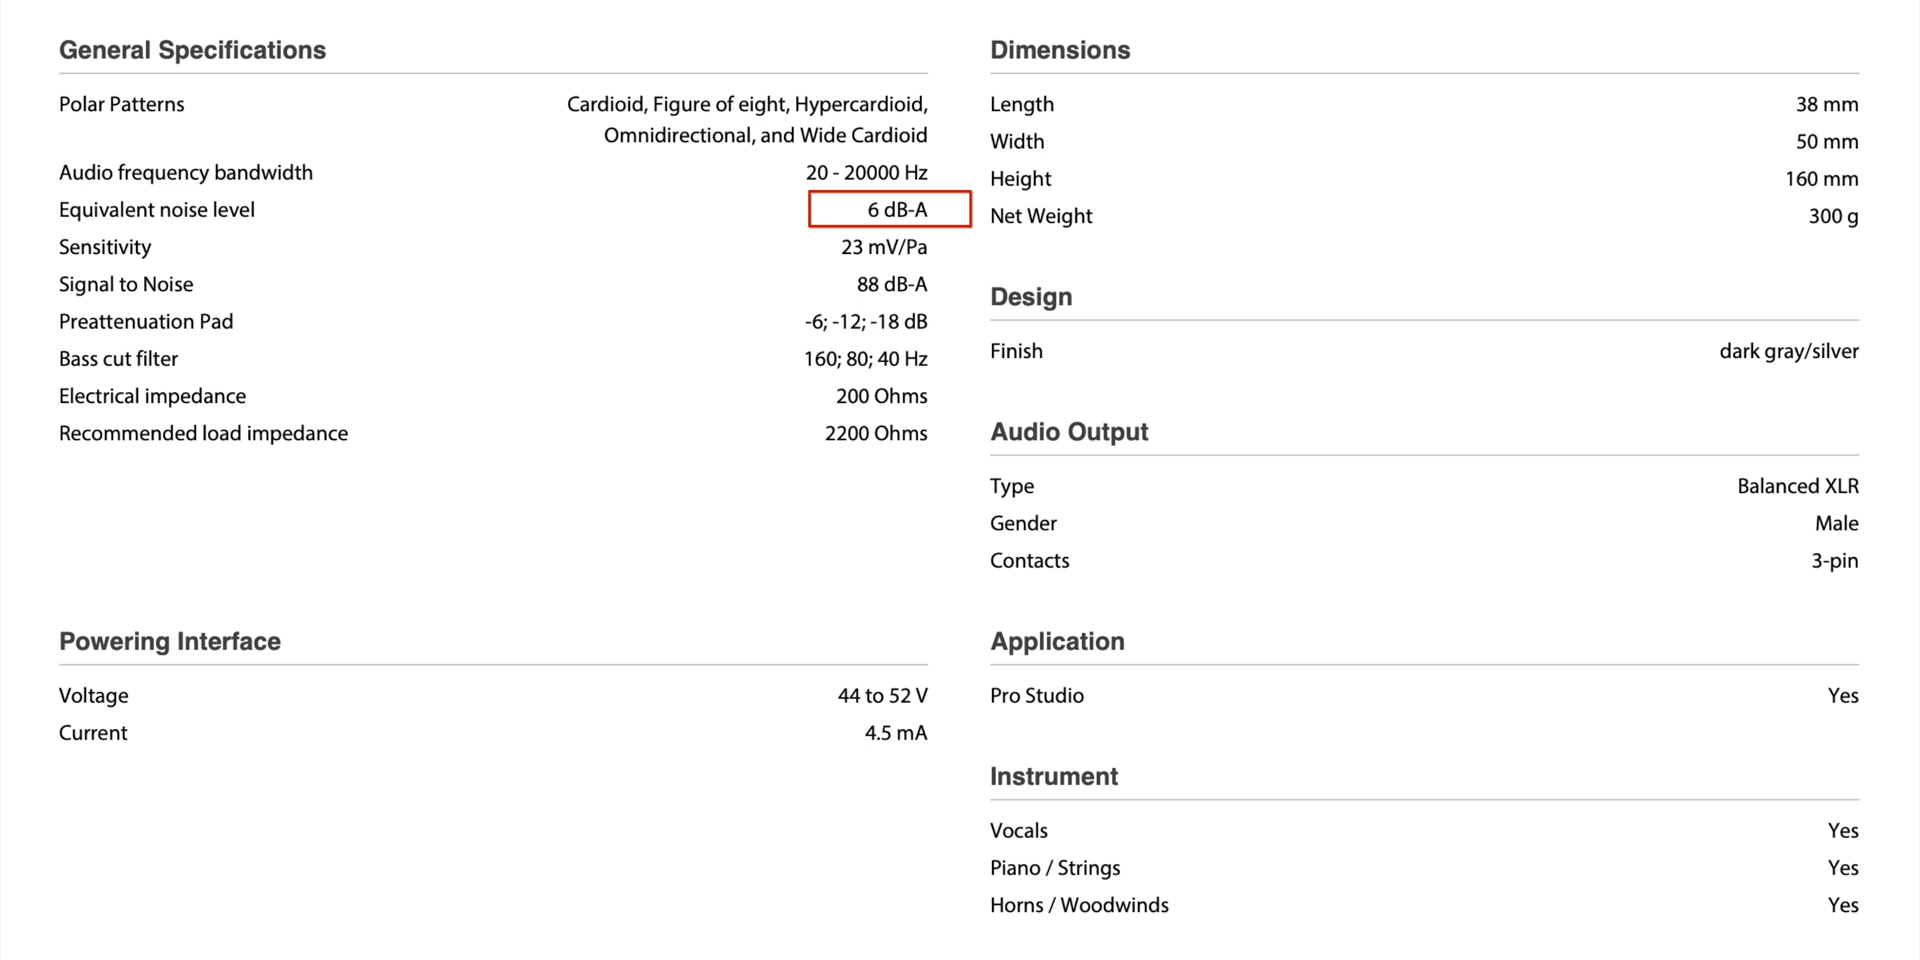 General Specifications
Polar Patterns Cardioid, Figure of eight, Hypercardioid,
Omnidirectional, and Wide Cardioid
Audio frequency bandwidth 20 - 20000 Hz
Equivalent noise level 6 dB-A
Sensitivity 23 mV/Pa
Signal to Noise 88 dB-A
Preattenuation Pad -6; -12; -18 dB
Bass cut filter 160; 80; 40 Hz
Electrical impedance 200 Ohms
Recommended load impedance 2200 Ohms
Powering Interface
Voltage 44 to 52 V
Current 4.5 mA
Dimensions
Length 38 mm
Width 50 mm
Height 160 mm
Net Weight 300 g
Design
Finish dark gray/silver
Audio Output
Type Balanced XLR
Gender Male
Contacts 3-pin
Application
Pro Studio Yes
Instrument
Vocals Yes
Piano / Strings Yes
Horns / Woodwinds Yes